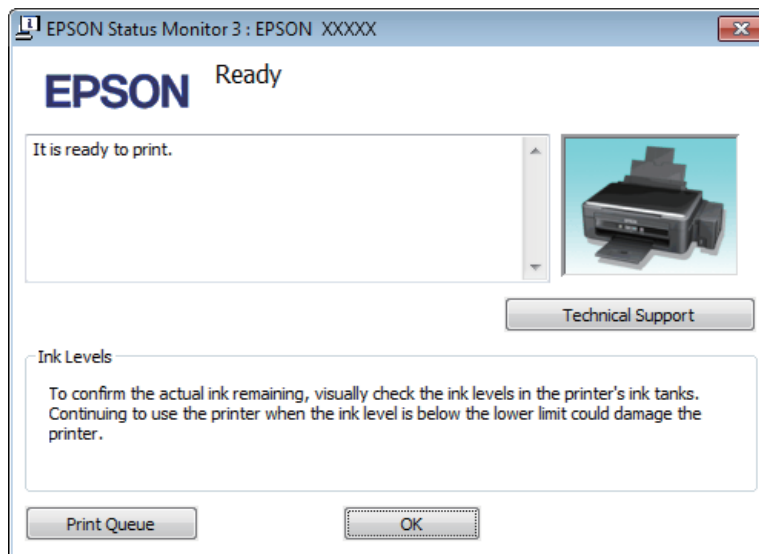 EPSON Status Monitor 3 : EPSON XXXXX
EPSON
Ready
It is ready to print.
Technical Support
Ink Levels
To confirm the actual ink remaining, visually check the ink levels in the printer's ink tanks.
Continuing to use the printer when the ink level is below the lower limit could damage the
printer.
Print Queue
OK